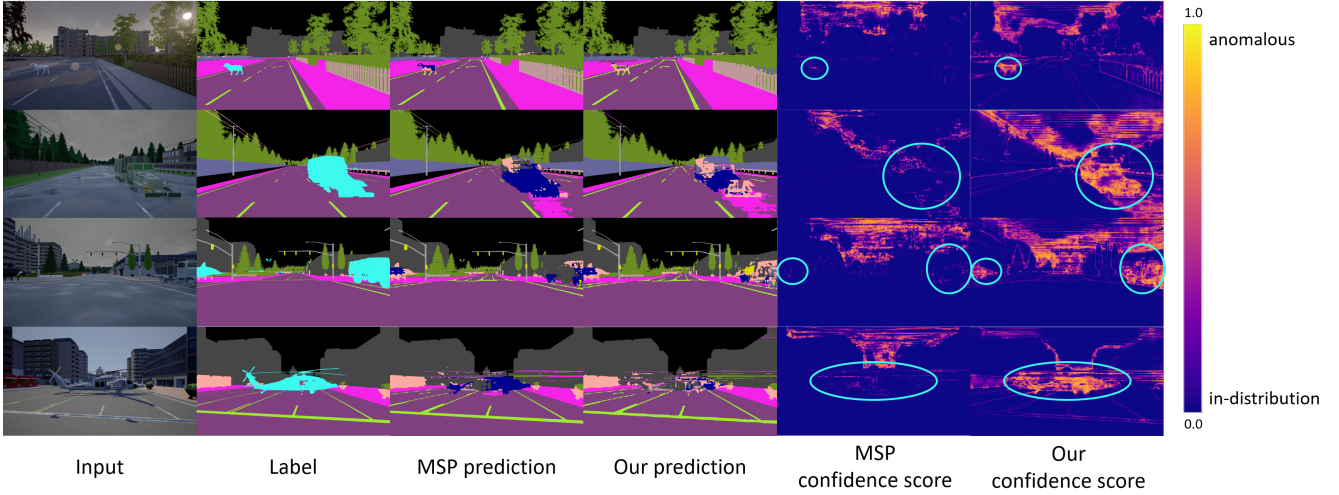 1.0
anomalous
in-distribution
0.0
Input
Label
MSP prediction
Our prediction
MSP
confidence score
Our
confidence score